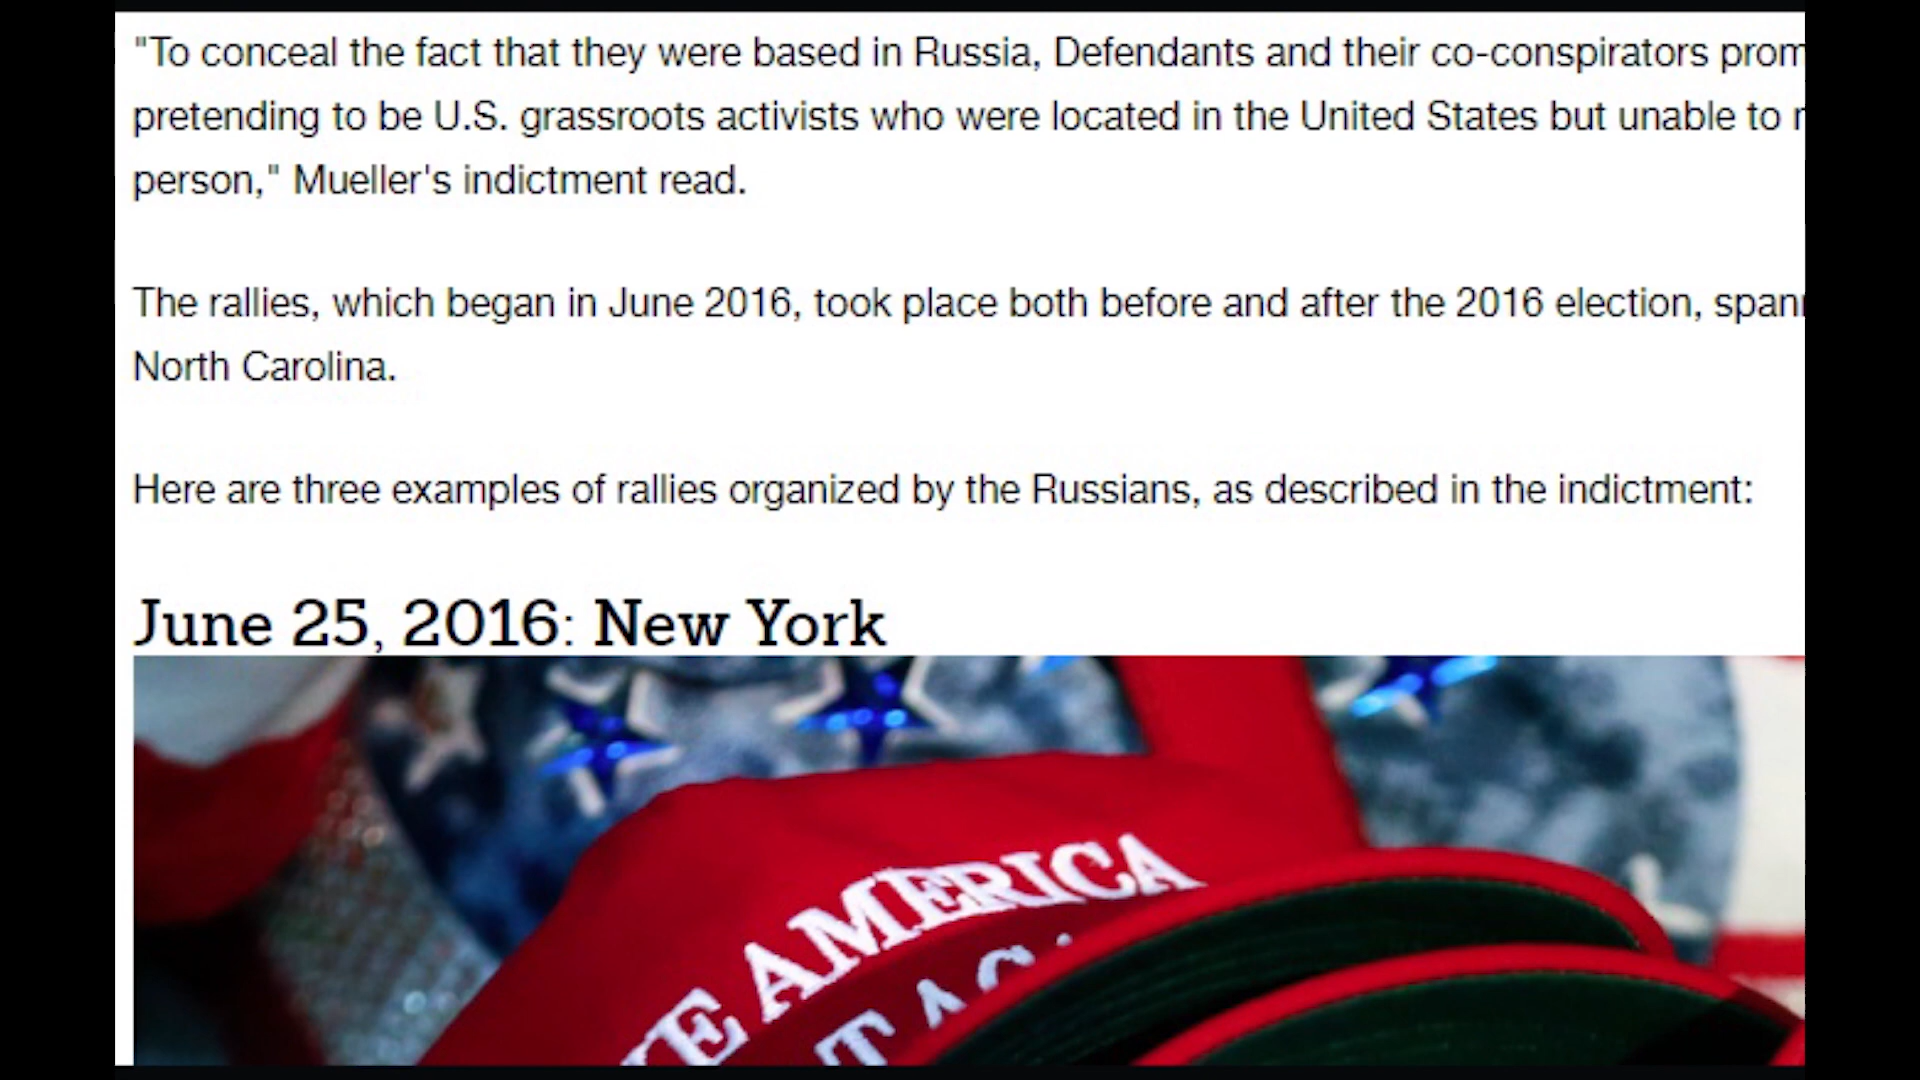 "To conceal the fact that they were based in Russia, Defendants and their co-conspirators prom
pretending to be U.S. grassroots activists who were located in the United States but unable to
person," Mueller's indictment read.
The rallies, which began in June 2016, took place both before and after the 2016 election, span
North Carolina.
Here are three examples of rallies organized by the Russians, as described in the indictment:
June 25, 2016: New York
AMERICA